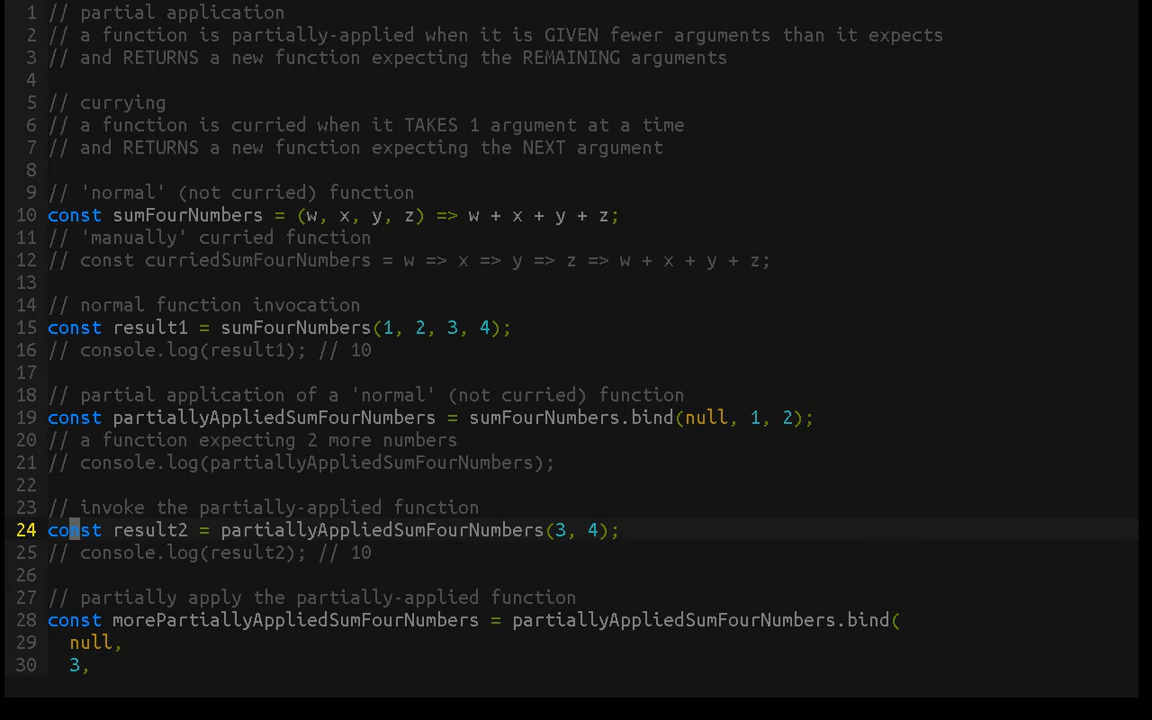 1 // partial application
2 // a function is partially-applied when it is GIVEN fewer arguments than it expects
3 // and RETURNS a new function expecting the REMAINING arguments
4
5 // currying
6 // a function is curried when it TAKES 1 argument at a time
7 // and RETURNS a new function expecting the NEXT argument
8
9 // 'normal' (not curried) function
10 const sumFourNumbers = (w, x, y, z) => w + x + y + z;
11 // 'manually' curried function
12 // const curriedSumFourNumbers = w => x => y => z => w + x + y + z;
13
14 // normal function invocation
15 const result1 = sumFourNumbers(1, 2, 3, 4);
16 // console.log(result1); // 10
17
18 // partial application of a 'normal' (not curried) function
19 const partiallyAppliedSumFourNumbers = sumFourNumbers.bind(null, 1, 2);
20 // a function expecting 2 more numbers
21 // console.log(partiallyAppliedSumFourNumbers);
22
23 // invoke the partially-applied function
24 const result2 = partiallyAppliedSumFourNumbers(3, 4);
25 // console.log(result2); // 10
26
27 // partially apply the partially-applied function
28 const morePartiallyAppliedSumFourNumbers = partiallyAppliedSumFourNumbers.bind(
29   null,
30   3,